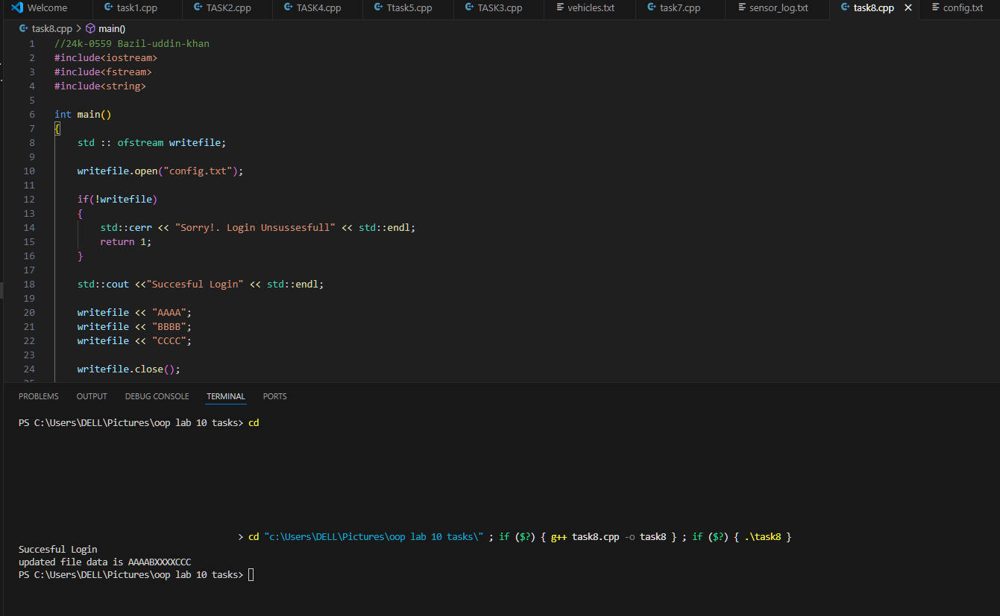 Welcome task1.cpp TASK2.cpp TASK4.cpp Ttask5.cpp TASK3.cpp vehicles.txt task7.cpp sensor_log.txt task8.cpp config.txt
task8.cpp > main()
1 //24k-0559 Bazil-uddin-khan
2 #include<iostream>
3 #include<fstream>
4 #include<string>
5
6 int main()
7 {
8 std :: ofstream writefile;
9
10 writefile.open("config.txt");
11
12 if(!writefile)
13 {
14 std::cerr << "Sorry!. Login Unsussesfull" << std::endl;
15 return 1;
16 }
17
18 std::cout <<"Succesful Login" << std::endl;
19
20 writefile << "AAAA";
21 writefile << "BBBB";
22 writefile << "CCCC";
23
24 writefile.close();
PROBLEMS OUTPUT DEBUG CONSOLE TERMINAL PORTS
PS C:\Users\DELL\Pictures\oop lab 10 tasks> cd
> cd "c:\Users\DELL\Pictures\oop lab 10 tasks\" ; if ($?) { g++ task8.cpp -o task8 } ; if ($?) { .\task8 }
Succesful Login
updated file data is AAAABXXXXCCC
PS C:\Users\DELL\Pictures\oop lab 10 tasks>